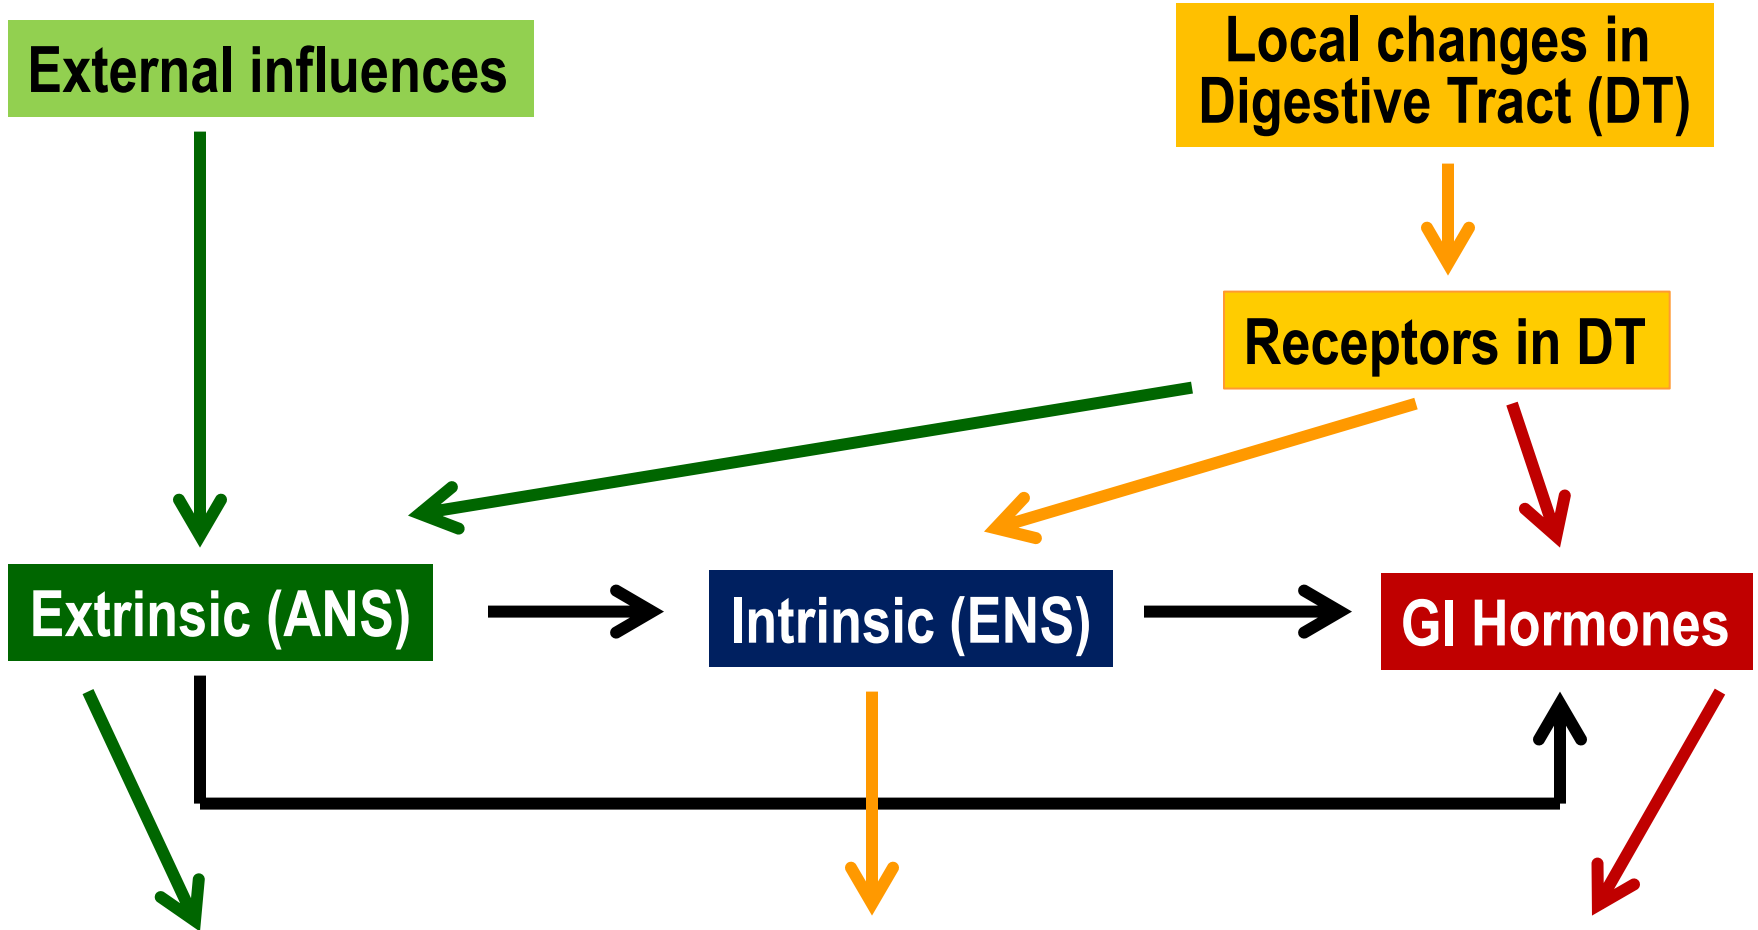 External influences
Local changes in
Digestive Tract (DT)
Receptors in DT
Extrinsic (ANS)
Intrinsic (ENS)
GI Hormones